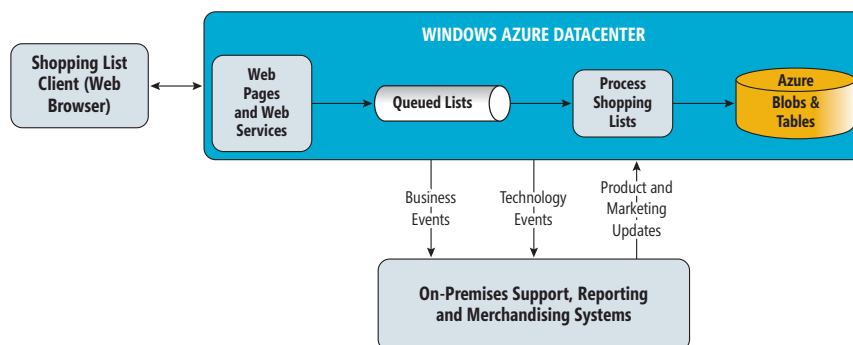 WINDOWS AZURE DATACENTER
Shopping List
Client (Web
Browser)
Web
Pages
and Web
Services
Queued Lists
Process
Shopping
Lists
Azure
Blobs &
Tables
Business
Events
Technology
Events
Product and
Marketing
Updates
On-Premises Support, Reporting
and Merchandising Systems